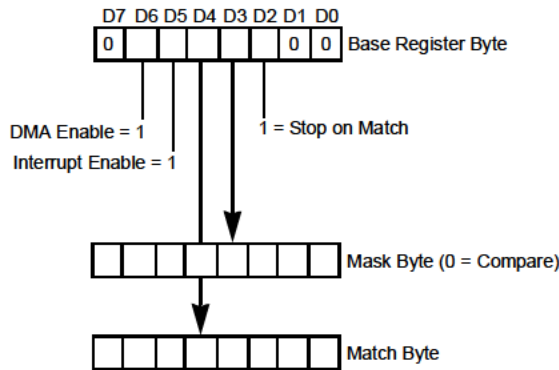 D7 D6 D5 D4 D3 D2 D1 D0
0 0 0 Base Register Byte
DMA Enable = 1 1 = Stop on Match
Interrupt Enable = 1
Mask Byte (0 = Compare)
Match Byte